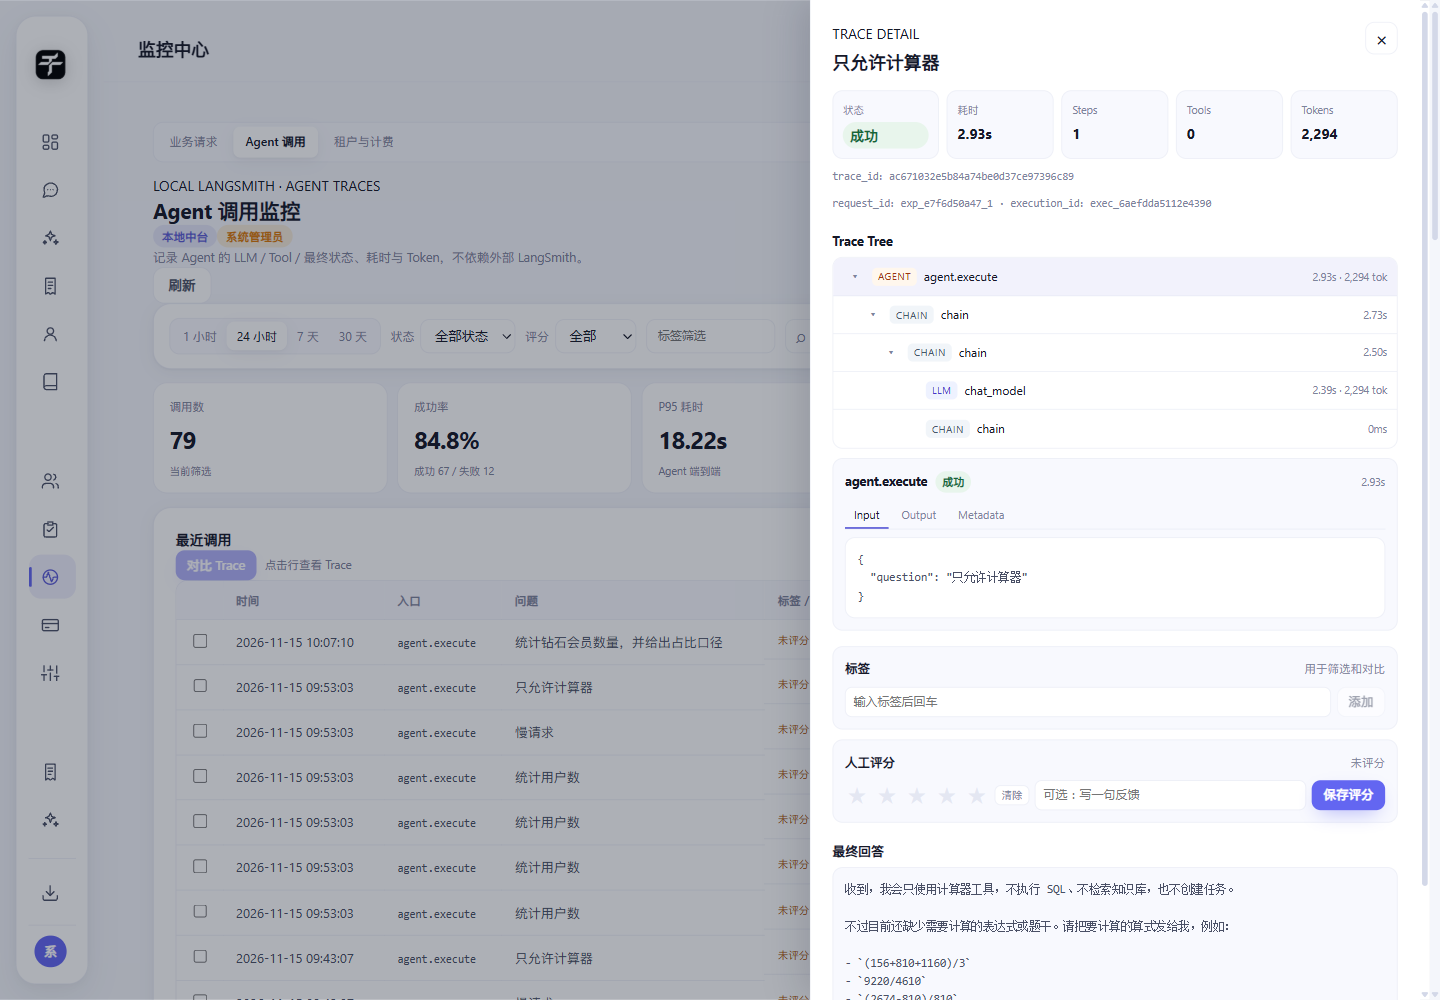 监控中心
业务请求 Agent 调用 租户与计费
LOCAL LANGSMITH · AGENT TRACES
Agent 调用监控
本地中台 系统管理员
记录 Agent 的 LLM / Tool / 最终状态、耗时与 Token，不依赖外部 LangSmith。
刷新
1 小时 24 小时 7 天 30 天 状态 全部状态 评分 全部 标签筛选
调用数
79
当前筛选
成功率
84.8%
成功 67 / 失败 12
P95 耗时
18.22s
Agent 端到端
最近调用
对比 Trace 点击行查看 Trace
时间 入口 问题 标签 /
2026-11-15 10:07:10 agent.execute 统计钻石会员数量，并给出占比口径 未评分
2026-11-15 09:53:03 agent.execute 只允许计算器 未评分
2026-11-15 09:53:03 agent.execute 慢请求 未评分
2026-11-15 09:53:03 agent.execute 统计用户数 未评分
2026-11-15 09:53:03 agent.execute 统计用户数 未评分
2026-11-15 09:53:03 agent.execute 统计用户数 未评分
2026-11-15 09:53:03 agent.execute 统计用户数 未评分
2026-11-15 09:43:07 agent.execute 只允许计算器 未评分
系
TRACE DETAIL
只允许计算器
状态
成功
耗时
2.93s
Steps
1
Tools
0
Tokens
2,294
trace_id: ac671032e5b84a74be0d37ce97396c89
request_id: exp_e7f6d50a47_1 · execution_id: exec_6aefdda5112e4390
Trace Tree
AGENT agent.execute 2.93s · 2,294 tok
CHAIN chain 2.73s
CHAIN chain 2.50s
LLM chat_model 2.39s · 2,294 tok
CHAIN chain 0ms
agent.execute 成功 2.93s
Input Output Metadata
{
"question": "只允许计算器"
}
标签 用于筛选和对比
输入标签后回车 添加
人工评分 未评分
清除 可选：写一句反馈 保存评分
最终回答
收到，我会只使用计算器工具，不执行 SQL、不检索知识库，也不创建任务。
不过目前还缺少需要计算的表达式或题干。请把要计算的算式发给我，例如：
- `(156+810+1160)/3`
- `9220/4610`
- `(2674-810)/810`